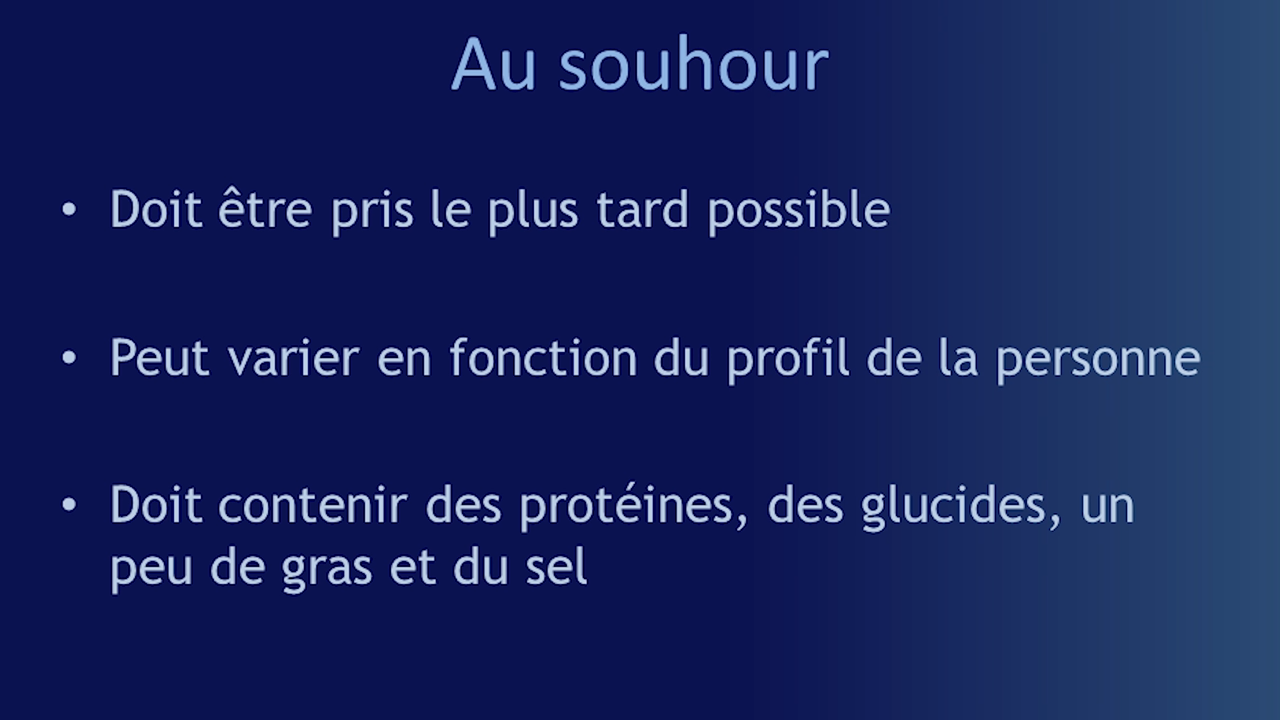 Au souhour
• Doit être pris le plus tard possible
• Peut varier en fonction du profil de la personne
• Doit contenir des protéines, des glucides, un
peu de gras et du sel